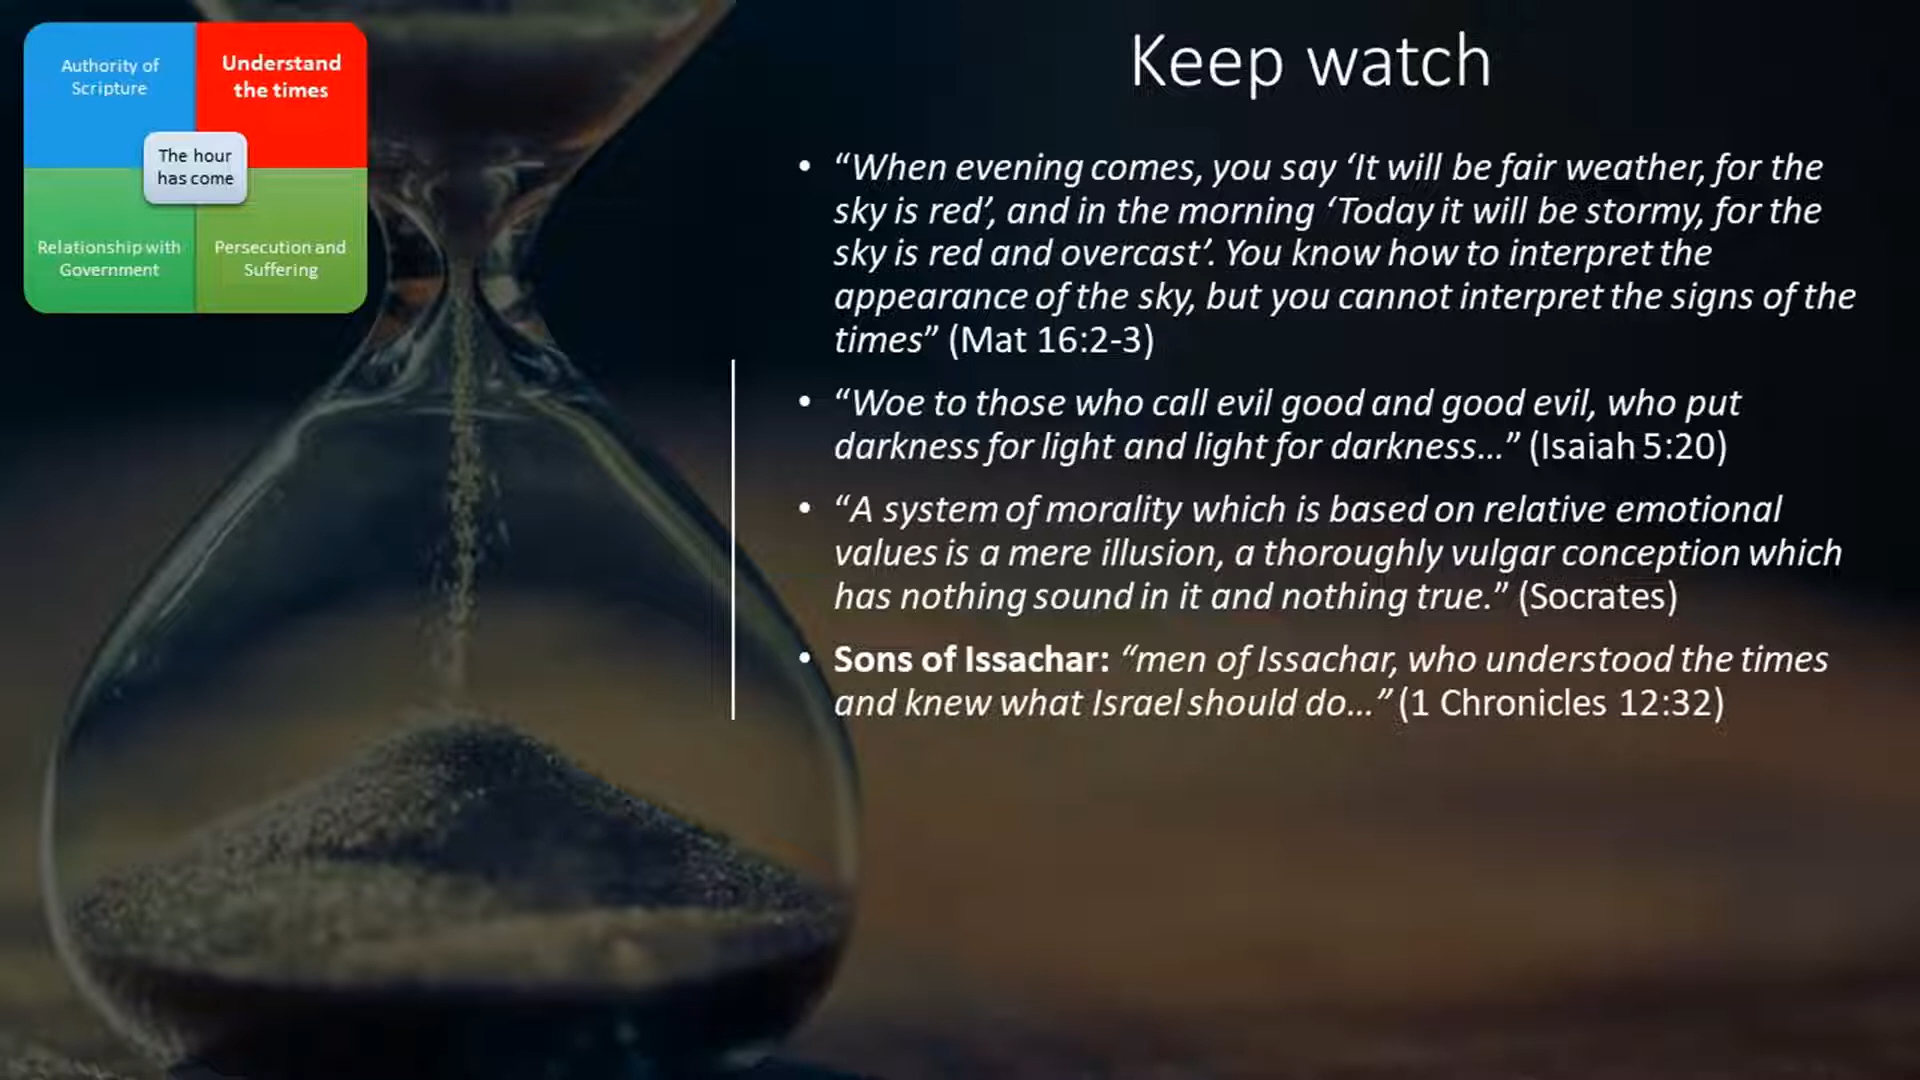 Authority of
Scripture
Understand
the times
The hour
has come
Relationship with
Government
Persecution and
Suffering
Keep watch
• “When evening comes, you say ‘It will be fair weather, for the
sky is red’, and in the morning ‘Today it will be stormy, for the
sky is red and overcast’. You know how to interpret the
appearance of the sky, but you cannot interpret the signs of the
times” (Mat 16:2-3)
• “Woe to those who call evil good and good evil, who put
darkness for light and light for darkness…” (Isaiah 5:20)
• “A system of morality which is based on relative emotional
values is a mere illusion, a thoroughly vulgar conception which
has nothing sound in it and nothing true.” (Socrates)
• Sons of Issachar: “men of Issachar, who understood the times
and knew what Israel should do…” (1 Chronicles 12:32)